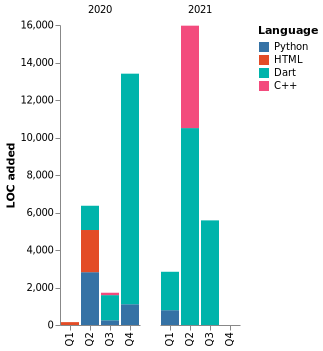 2020
2021
LOC added
16,000
14,000
12,000
10,000
8,000
6,000
4,000
2,000
0
Q1
Q2
Q3
Q4
Q1
Q2
Q3
Q4
Language
Python
HTML
Dart
C++